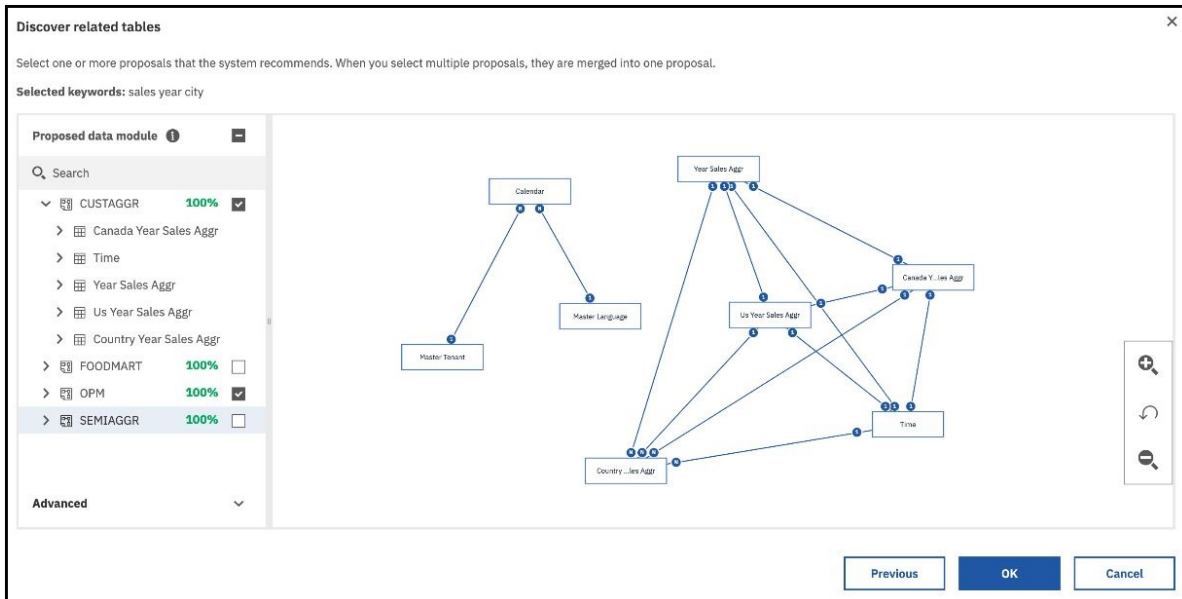 Discover related tables
Select one or more proposals that the system recommends. When you select multiple proposals, they are merged into one proposal.
Selected keywords: sales year city
Proposed data module
Search
CUSTAGGR 100%
Canada Year Sales Aggr
Time
Year Sales Aggr
Us Year Sales Aggr
Country Year Sales Aggr
FOODMART 100%
OPM 100%
SEMIAGGR 100%
Advanced
Calendar
Master Language
Master Tenant
Year Sales Aggr
Canada Y...les Aggr
Us Year Sales Aggr
Time
Country ...les Aggr
Previous
OK
Cancel